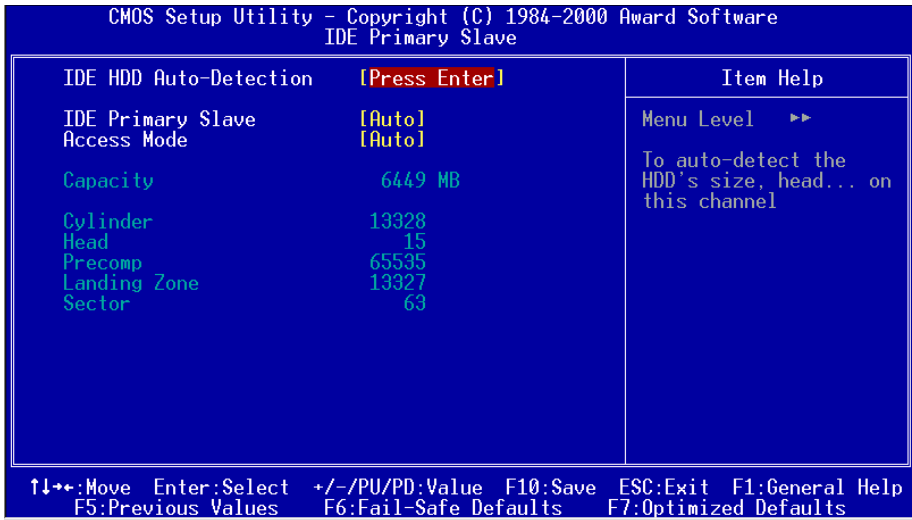 CMOS Setup Utility - Copyright (C) 1984-2000 Award Software
IDE Primary Slave
IDE HDD Auto-Detection [Press Enter]
IDE Primary Slave [Auto]
Access Mode [Auto]
Capacity 6449 MB
Cylinder 13328
Head 15
Precomp 65535
Landing Zone 13327
Sector 63
Item Help
Menu Level ▸▸
To auto-detect the
HDD's size, head... on
this channel
↑↓→←:Move Enter:Select +/-/PU/PD:Value F10:Save ESC:Exit F1:General Help
F5:Previous Values F6:Fail-Safe Defaults F7:Optimized Defaults